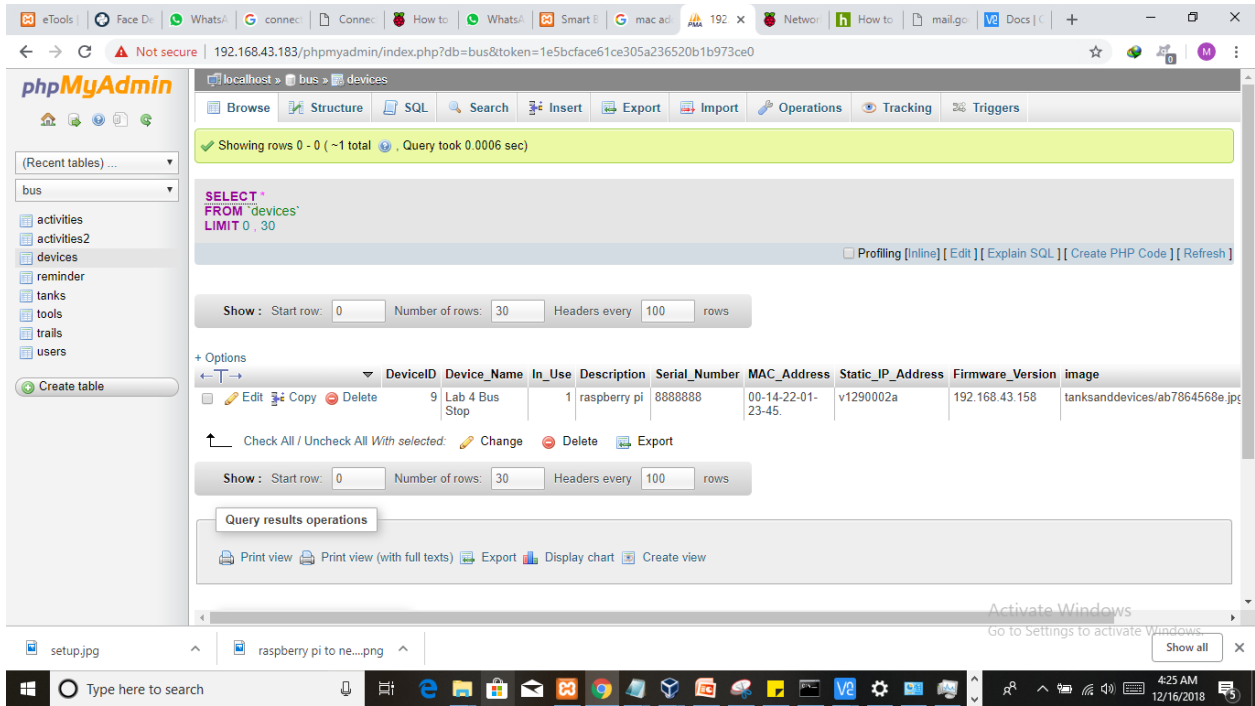 eTools | Face De WhatsA connect Connec How to WhatsA Smart B mac ad 192 Networ How to mail.go Docs | C
Not secure 192.168.43.183/phpmyadmin/index.php?db=bus&token=1e5bcface61ce305a236520b1b973ce0 0 M
phpMyAdmin
(Recent tables) ...
bus
activities
activities2
devices
reminder
tanks
tools
trails
users
Create table
localhost » bus » devices
Browse Structure SQL Search Insert Export Import Operations Tracking Triggers
Showing rows 0 - 0 ( ~1 total , Query took 0.0006 sec)
SELECT *
FROM `devices`
LIMIT 0 , 30
Profiling [Inline] [ Edit ] [ Explain SQL ] [ Create PHP Code ] [ Refresh ]
Show : Start row: 0 Number of rows: 30 Headers every 100 rows
+ Options
←T→ DeviceID Device_Name In_Use Description Serial_Number MAC_Address Static_IP_Address Firmware_Version image
Edit Copy Delete 9 Lab 4 Bus 1 raspberry pi 8888888 00-14-22-01- v1290002a 192.168.43.158 tanksanddevices/ab7864568e.jpg
Stop 23-45.
Check All / Uncheck All With selected: Change Delete Export
Show : Start row: 0 Number of rows: 30 Headers every 100 rows
Query results operations
Print view Print view (with full texts) Export Display chart Create view
Activate Windows
Go to Settings to activate Windows.
setup.jpg raspberry pi to ne....png Show all
Type here to search 4:25 AM
12/16/2018 5